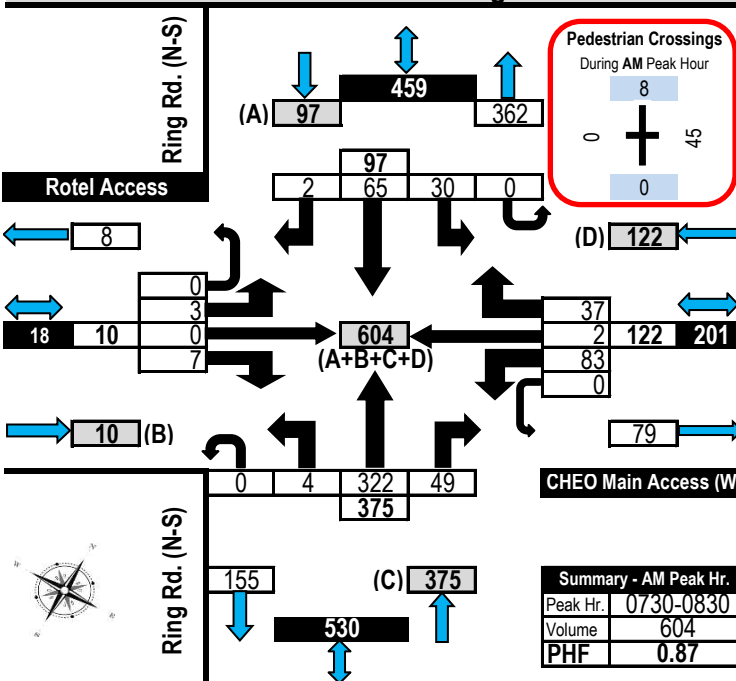 Ring Rd. (N-S)
Pedestrian Crossings
During AM Peak Hour
8
0
45
0
459
(A) 97
362
97
2 65 30 0
Rotel Access
8
(D) 122
0
3
18 10 0
7
604
(A+B+C+D)
37
2 122 201
83
0
10 (B)
79
0 4 322 49
375
CHEO Main Access (W
Ring Rd. (N-S)
155
(C) 375
530
Summary - AM Peak Hr.
Peak Hr. 0730-0830
Volume 604
PHF 0.87